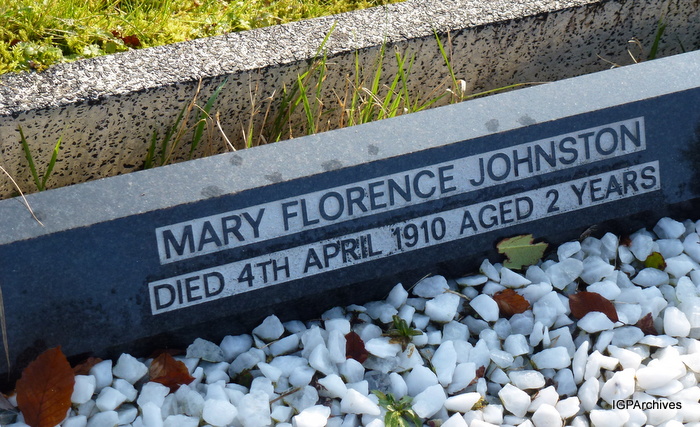 MARY FLORENCE JOHNSTON
DIED 4TH APRIL 1910 AGED 2 YEARS
IGPArchives